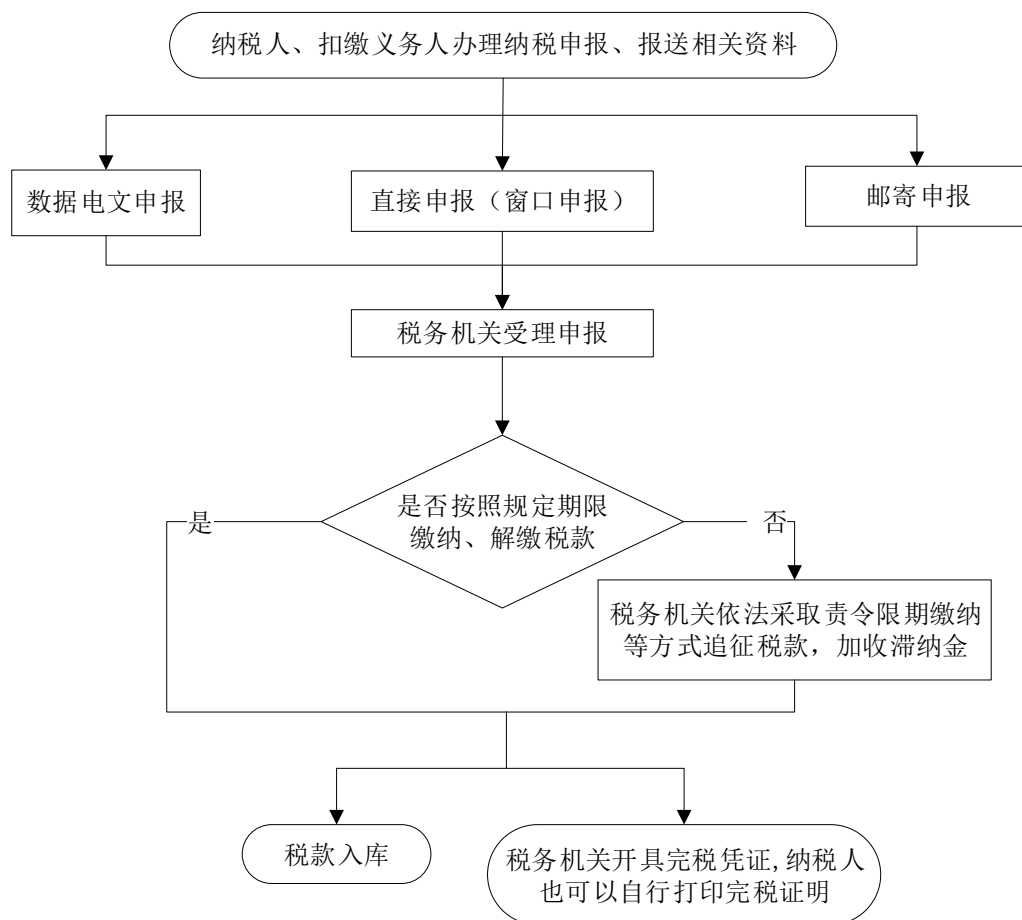 纳税人、扣缴义务人办理纳税申报、报送相关资料
数据电文申报
直接申报（窗口申报）
邮寄申报
税务机关受理申报
是否按照规定期限
缴纳、解缴税款
是
否
税务机关依法采取责令限期缴纳
等方式追征税款，加收滞纳金
税款入库
税务机关开具完税凭证,纳税人
也可以自行打印完税证明